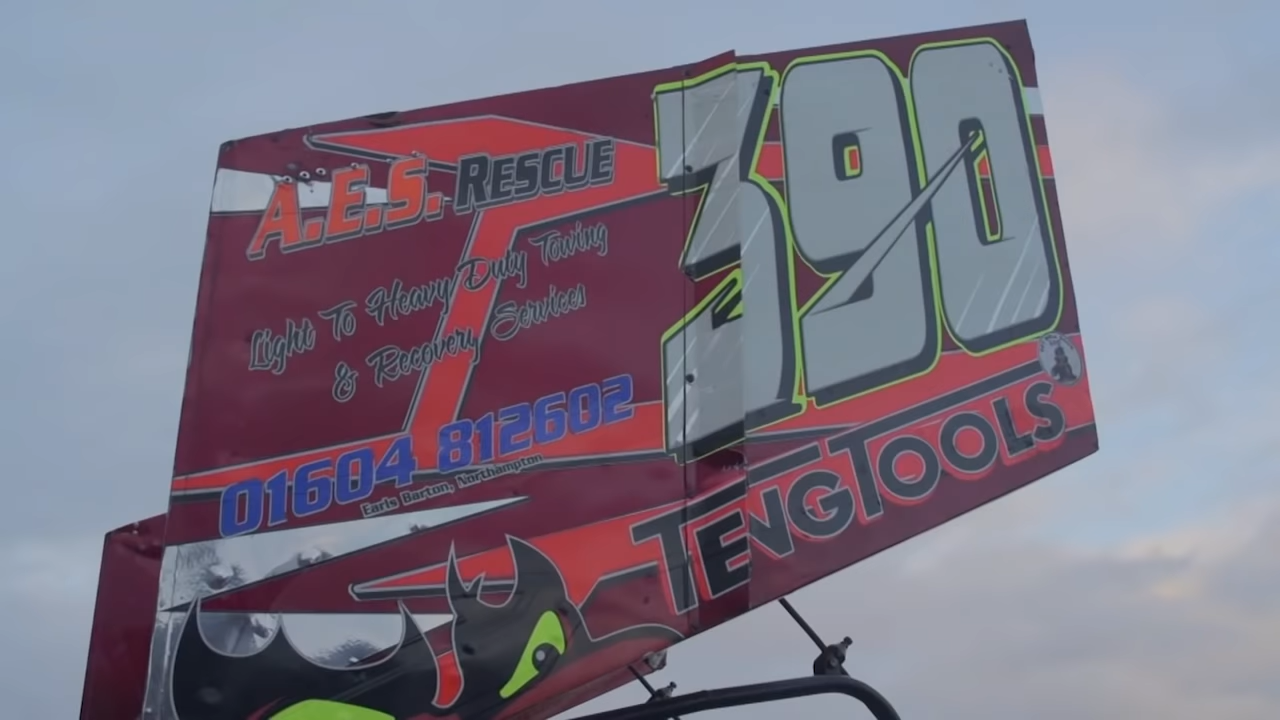 A.E.S. RESCUE
Light To Heavy Duty Towing
& Recovery Services
01604 812602
Earls Barton, Northampton
390
TENGTOOLS